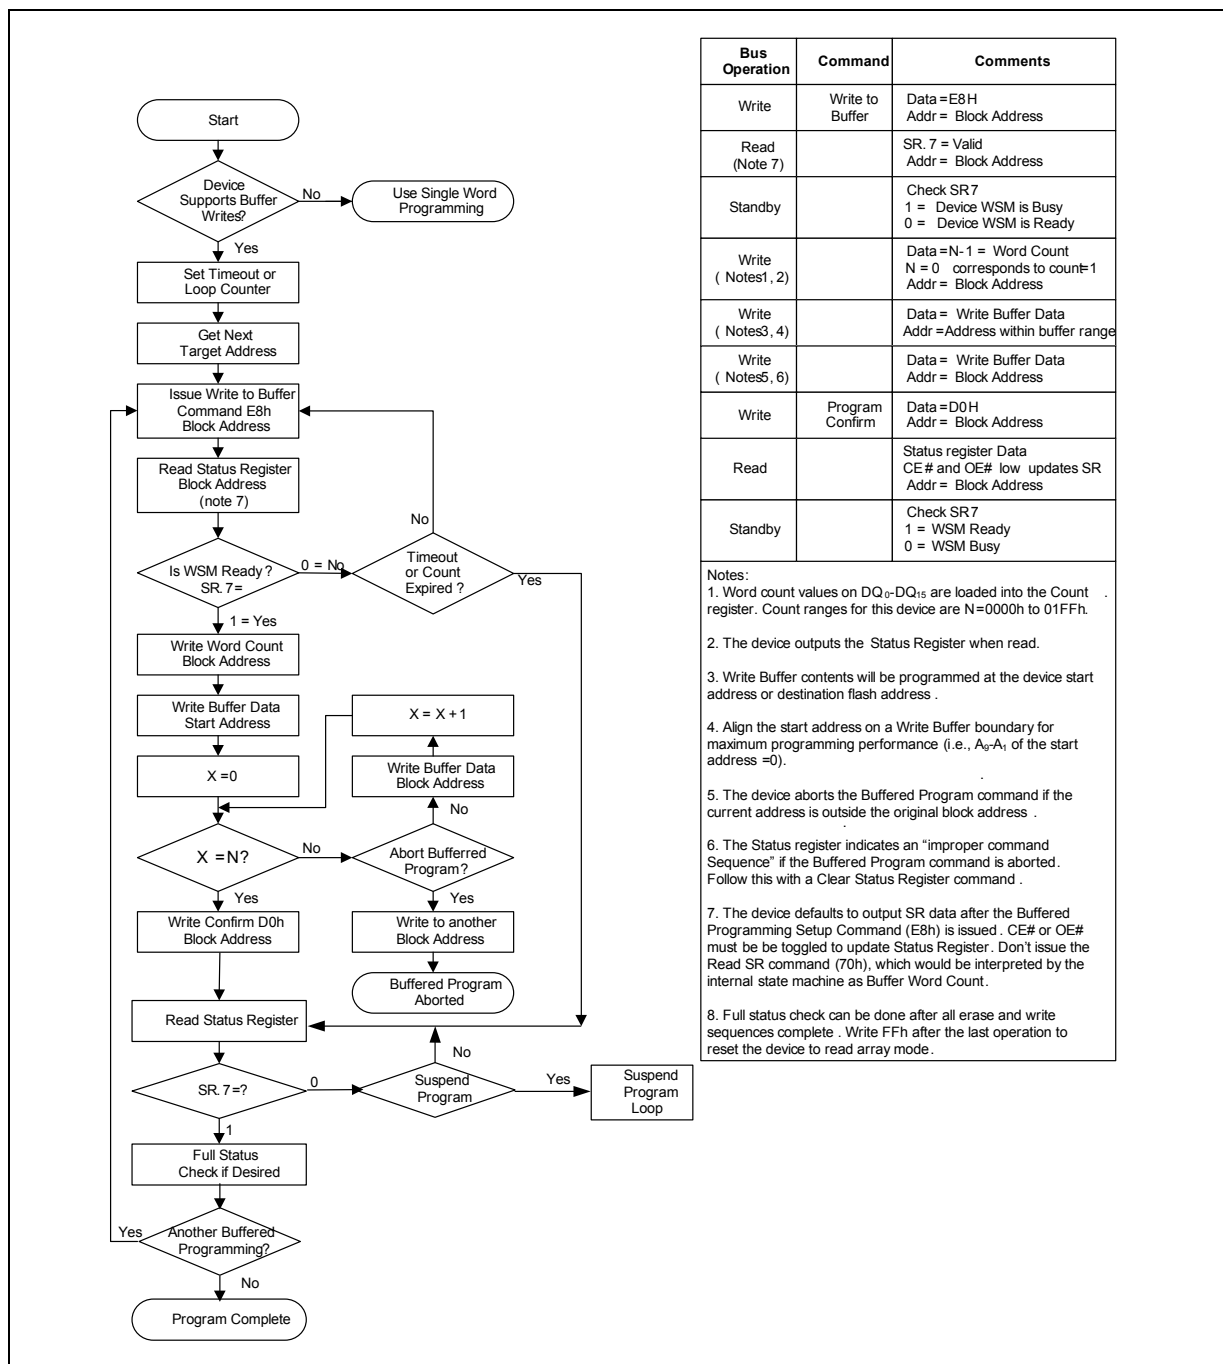 Start
Device
Supports Buffer
Writes?
No
Use Single Word
Programming
Yes
Set Timeout or
Loop Counter
Get Next
Target Address
Issue Write to Buffer
Command E8h
Block Address
Read Status Register
Block Address
(note 7)
No
Is WSM Ready ?
SR. 7 =
0 = No
Timeout
or Count
Expired ?
Yes
1 = Yes
Write Word Count
Block Address
Write Buffer Data
Start Address
X = X + 1
X =0
Write Buffer Data
Block Address
No
X =N?
No
Abort Bufferred
Program?
Yes
Yes
Write Confirm D0h
Block Address
Write to another
Block Address
Buffered Program
Aborted
Read Status Register
No
SR. 7 =?
0
Suspend
Program
Yes
Suspend
Program
Loop
1
Full Status
Check if Desired
Yes
Another Buffered
Programming?
No
Program Complete
Bus
Operation
Command
Comments
Write
Write to
Buffer
Data =E8H
Addr = Block Address
Read
(Note 7)
SR. 7 = Valid
Addr = Block Address
Standby
Check SR7
1 = Device WSM is Busy
0 = Device WSM is Ready
Write
( Notes1, 2)
Data =N- 1 = Word Count
N = 0 corresponds to count=1
Addr = Block Address
Write
( Notes3, 4)
Data = Write Buffer Data
Addr =Address within buffer range
Write
( Notes5, 6)
Data = Write Buffer Data
Addr = Block Address
Write
Program
Confirm
Data =D0H
Addr = Block Address
Read
Status register Data
CE# and OE# low updates SR
Addr = Block Address
Standby
Check SR7
1 = WSM Ready
0 = WSM Busy
Notes:
1. Word count values on DQ0-DQ15 are loaded into the Count .
register. Count ranges for this device are N=0000h to 01FFh.
2. The device outputs the Status Register when read.
3. Write Buffer contents will be programmed at the device start
address or destination flash address .
4. Align the start address on a Write Buffer boundary for
maximum programming performance (i.e., A9-A1 of the start
address =0).
5. The device aborts the Buffered Program command if the
current address is outside the original block address .
6. The Status register indicates an “improper command
Sequence” if the Buffered Program command is aborted.
Follow this with a Clear Status Register command .
7. The device defaults to output SR data after the Buffered
Programming Setup Command (E8h) is issued . CE# or OE#
must be be toggled to update Status Register. Don’t issue the
Read SR command (70h), which would be interpreted by the
internal state machine as Buffer Word Count.
8. Full status check can be done after all erase and write
sequences complete . Write FFh after the last operation to
reset the device to read array mode.